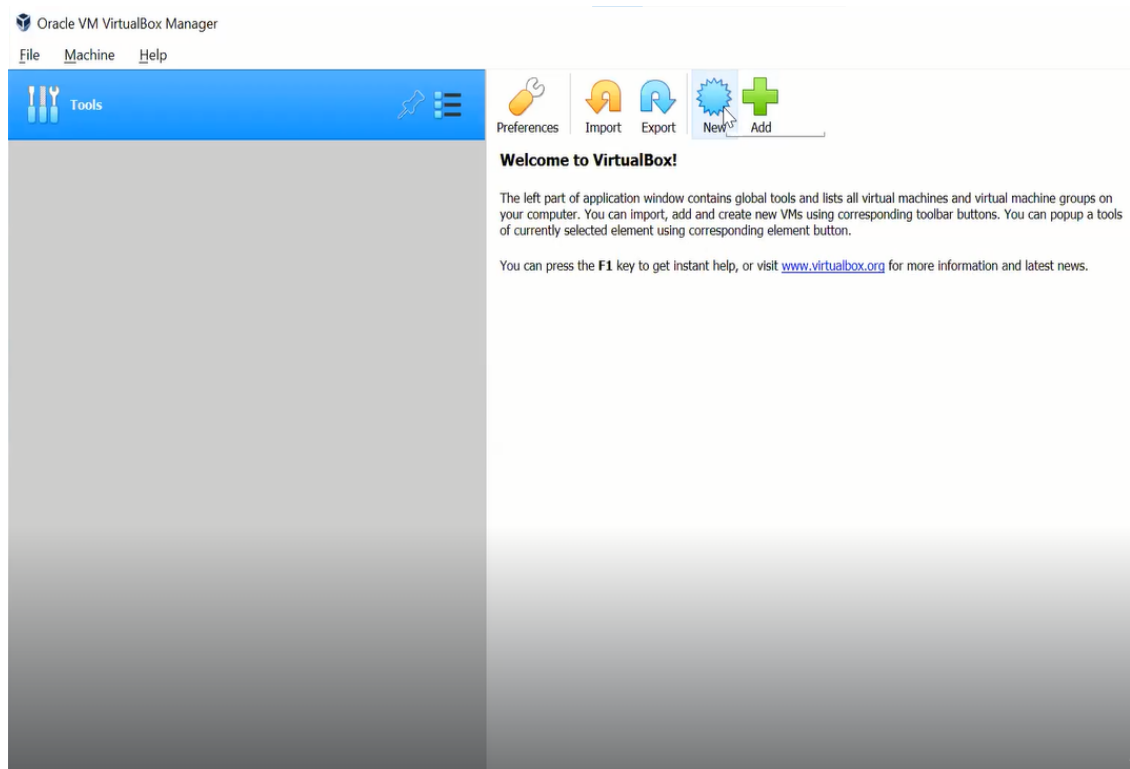 Oracle VM VirtualBox Manager
File Machine Help
Tools
Preferences Import Export New Add
Welcome to VirtualBox!
The left part of application window contains global tools and lists all virtual machines and virtual machine groups on
your computer. You can import, add and create new VMs using corresponding toolbar buttons. You can popup a tools
of currently selected element using corresponding element button.
You can press the F1 key to get instant help, or visit www.virtualbox.org for more information and latest news.